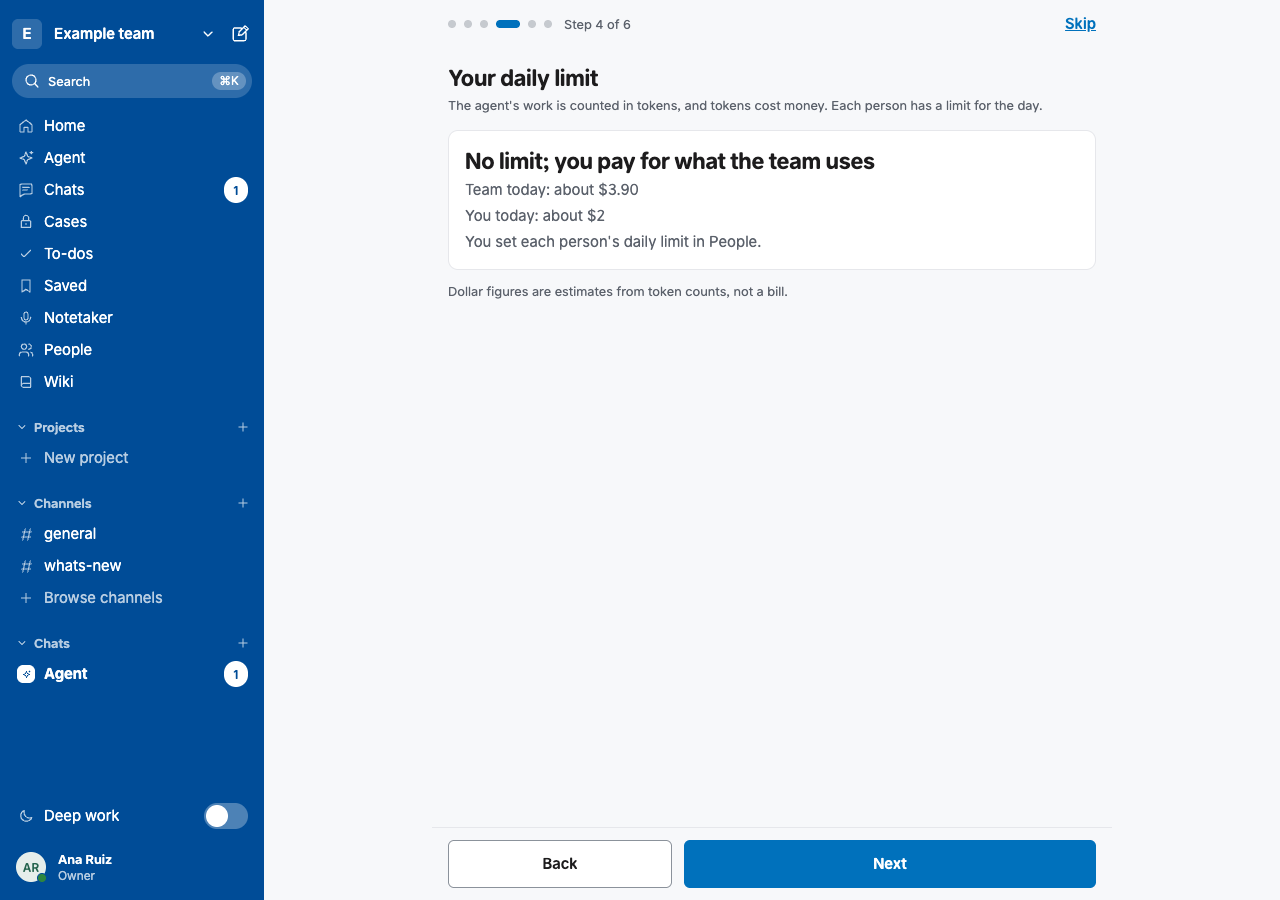 E Example team
Search ⌘K
Home
Agent
Chats 1
Cases
To-dos
Saved
Notetaker
People
Wiki
Projects
New project
Channels
# general
# whats-new
Browse channels
Chats
Agent 1
Deep work
AR Ana Ruiz
Owner
Step 4 of 6
Skip
Your daily limit
The agent's work is counted in tokens, and tokens cost money. Each person has a limit for the day.
No limit; you pay for what the team uses
Team today: about $3.90
You today: about $2
You set each person's daily limit in People.
Dollar figures are estimates from token counts, not a bill.
Back
Next